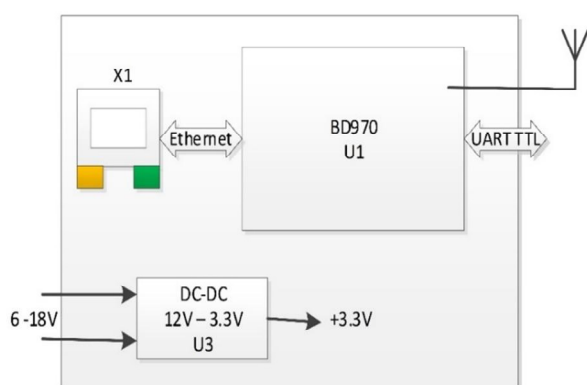 X1
Ethernet
BD970
U1
UART TTL
6 -18V
DC-DC
12V – 3.3V
U3
+3.3V